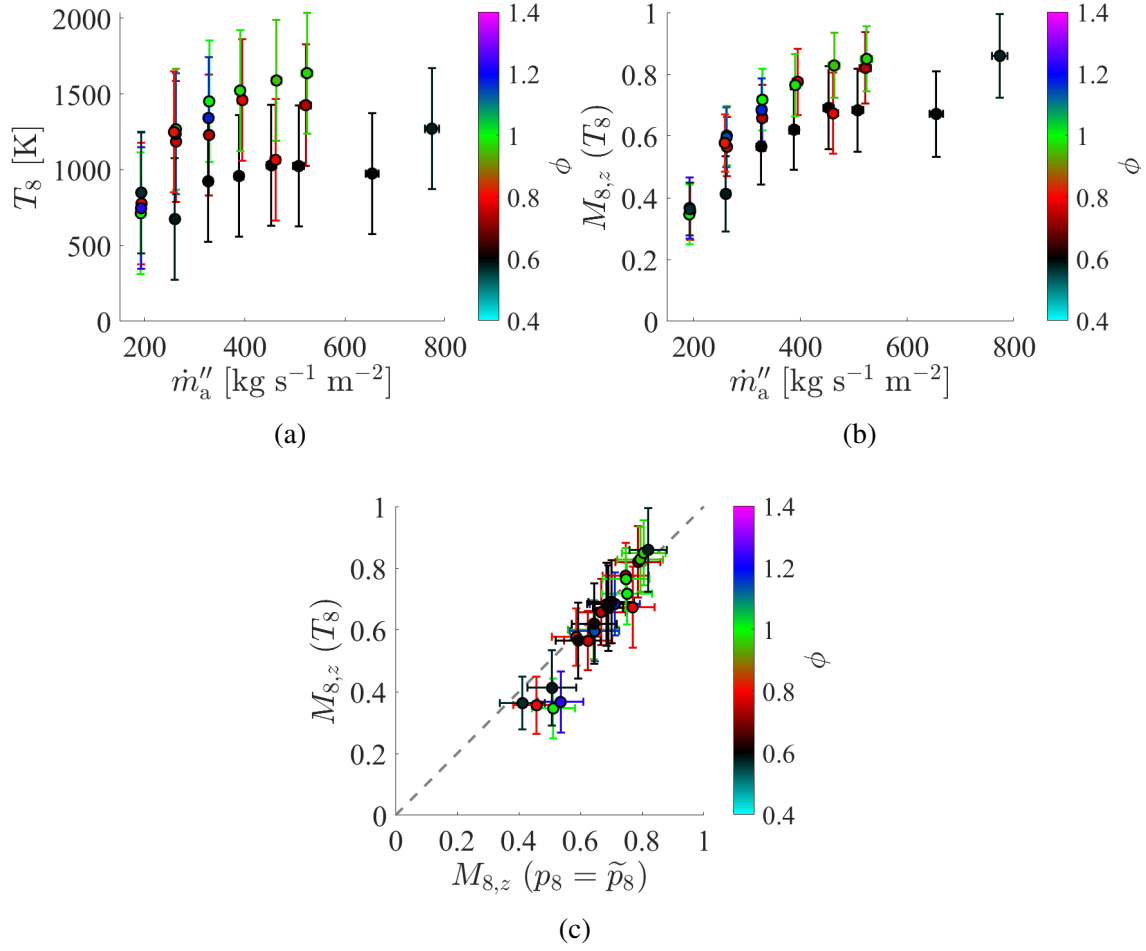 2000
1500
1000
500
0
T₈ [K]
200 400 600 800
ṁ″ₐ [kg s⁻¹ m⁻²]
1.4
1.2
1
0.8
0.6
0.4
ϕ
(a)
1
0.8
0.6
0.4
0.2
0
M₈,z (T₈)
200 400 600 800
ṁ″ₐ [kg s⁻¹ m⁻²]
1.4
1.2
1
0.8
0.6
0.4
ϕ
(b)
1
0.8
0.6
0.4
0.2
0
M₈,z (T₈)
0 0.2 0.4 0.6 0.8 1
M₈,z (p₈ = p̃₈)
1.4
1.2
1
0.8
0.6
0.4
ϕ
(c)